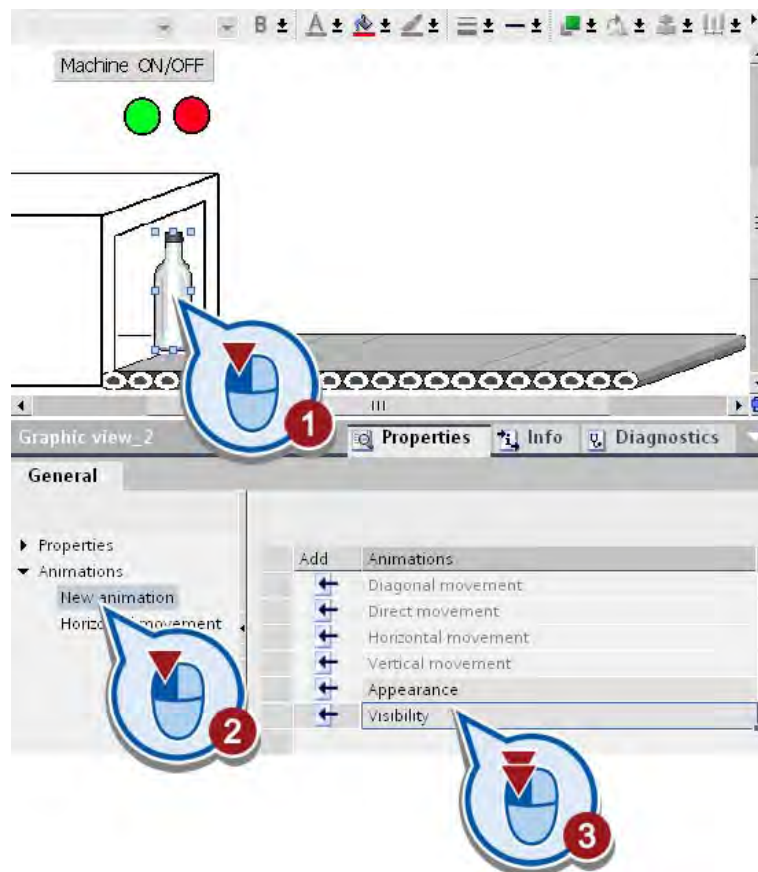 B A
Machine ON/OFF
1
Graphic view_2 Properties Info Diagnostics
General
Properties
Add Animations
Animations
Diagonal movement
New animation
Direct movement
Horizontal movement
Horizontal movement
Vertical movement
Appearance
Visibility
2
3